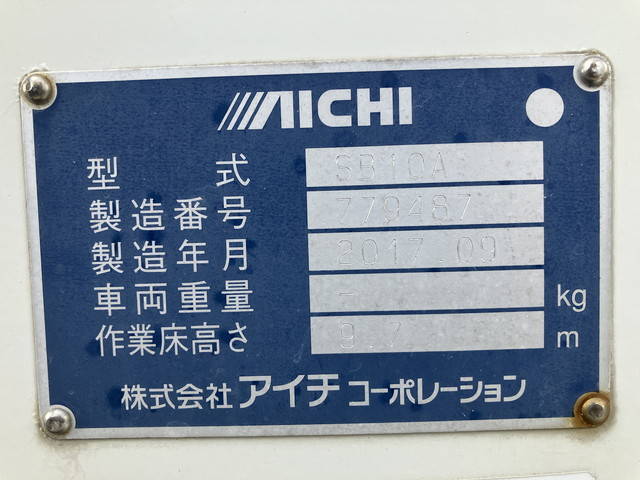 AICHI
型 式 SB10A
製造番号 779487
製造年月 2017.09
車両重量 - kg
作業床高さ 9.7 m
株式会社 アイチ コーポレーション